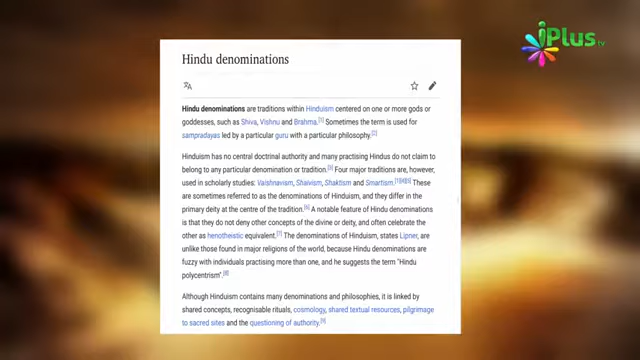 iPlus tv
Hindu denominations
Hindu denominations are traditions within Hinduism centered on one or more gods or
goddesses, such as Shiva, Vishnu and Brahma.[1] Sometimes the term is used for
sampradayas led by a particular guru with a particular philosophy.[2]
Hinduism has no central doctrinal authority and many practising Hindus do not claim to
belong to any particular denomination or tradition.[3] Four major traditions are, however,
used in scholarly studies: Vaishnavism, Shaivism, Shaktism and Smartism.[1][4][5] These
are sometimes referred to as the denominations of Hinduism, and they differ in the
primary deity at the centre of the tradition.[6] A notable feature of Hindu denominations
is that they do not deny other concepts of the divine or deity, and often celebrate the
other as henotheistic equivalent.[7] The denominations of Hinduism, states Lipner, are
unlike those found in major religions of the world, because Hindu denominations are
fuzzy with individuals practising more than one, and he suggests the term "Hindu
polycentrism".[8]
Although Hinduism contains many denominations and philosophies, it is linked by
shared concepts, recognisable rituals, cosmology, shared textual resources, pilgrimage
to sacred sites and the questioning of authority.[9]